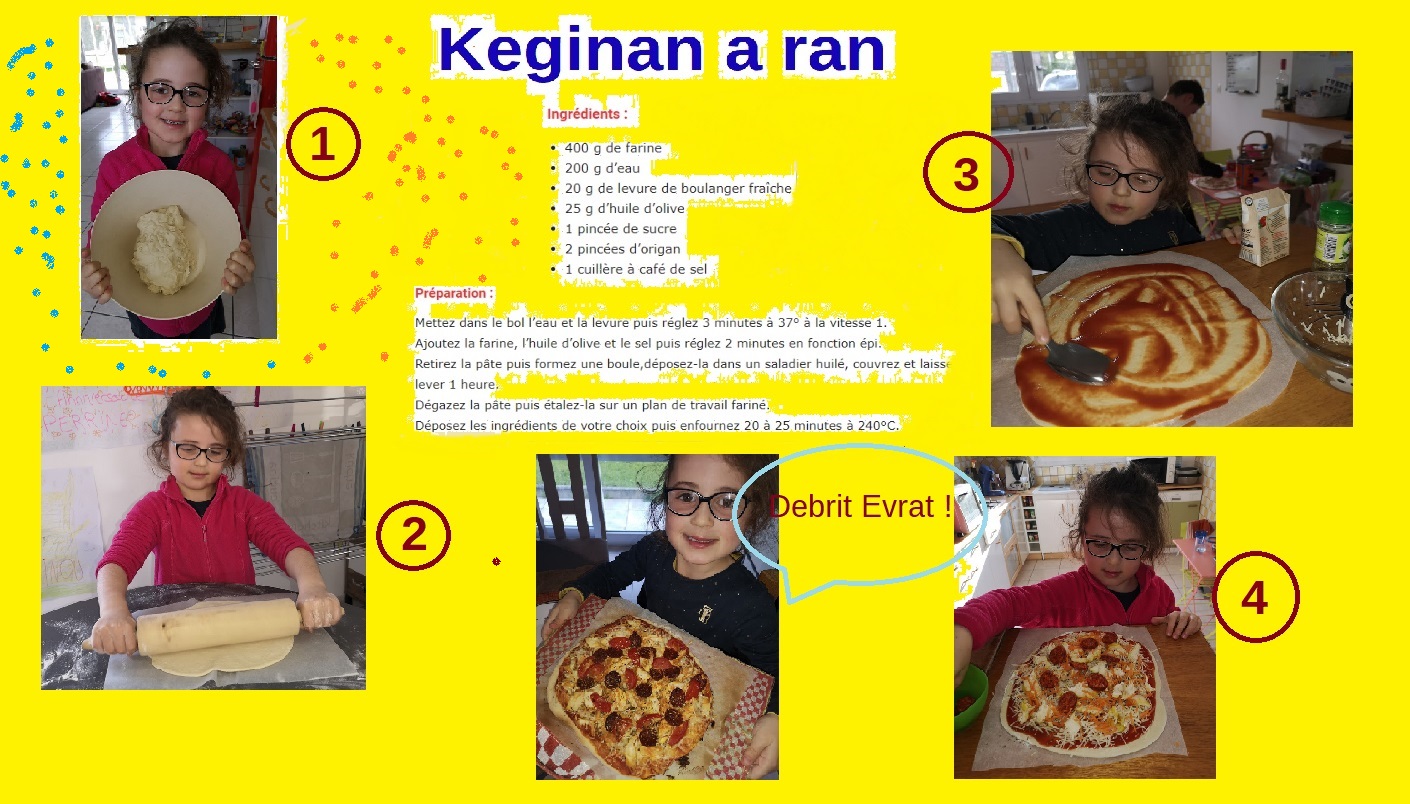 Keginan a ran
1
Ingrédients :
• 400 g de farine
• 200 g d’eau
• 20 g de levure de boulanger fraîche
• 25 g d’huile d’olive
• 1 pincée de sucre
• 2 pincées d’origan
• 1 cuillère à café de sel
3
Préparation :
Mettez dans le bol l’eau et la levure puis réglez 3 minutes à 37° à la vitesse 1.
Ajoutez la farine, l’huile d’olive et le sel puis réglez 2 minutes en fonction épi.
Retirez la pâte puis formez une boule,déposez-la dans un saladier huilé, couvrez et laisse
lever 1 heure.
Dégazez la pâte puis étalez-la sur un plan de travail fariné.
Déposez les ingrédients de votre choix puis enfournez 20 à 25 minutes à 240°C.
PERRINE
2
Debrit Evrat !
4